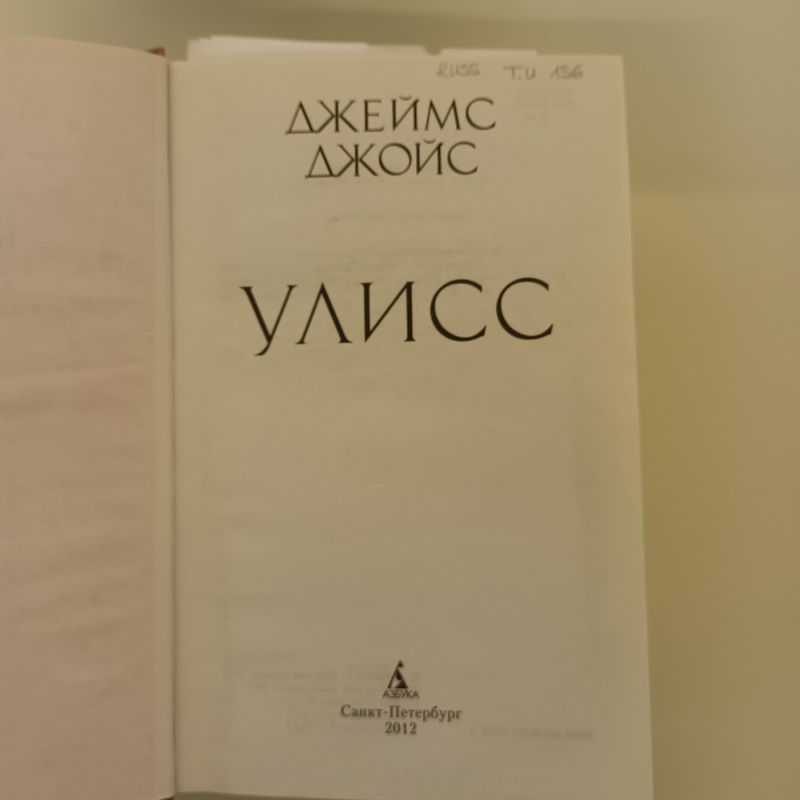 RUSS T.U. 156
ДЖЕЙМС
ДЖОЙС
УЛИСС
АЗБУКА
Санкт-Петербург
2012